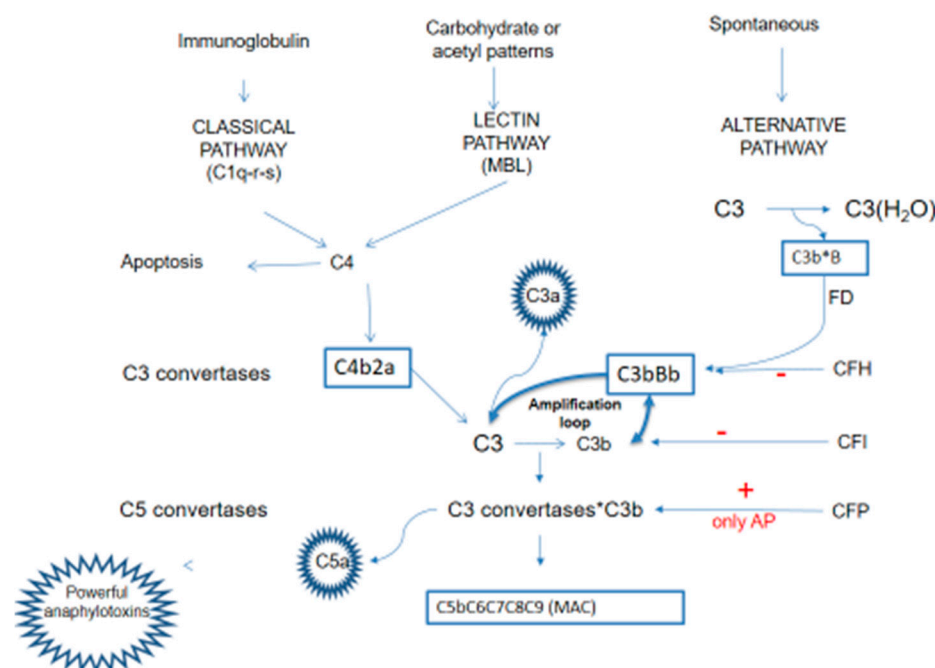 Immunoglobulin
Carbohydrate or
acetyl patterns
Spontaneous
CLASSICAL
PATHWAY
(C1q-r-s)
LECTIN
PATHWAY
(MBL)
ALTERNATIVE
PATHWAY
C3
C3(H₂O)
C3b*B
Apoptosis
C4
C3a
FD
C3 convertases
C4b2a
C3bBb
-
CFH
Amplification
loop
C3
C3b
-
CFI
C5 convertases
C3 convertases*C3b
+
only AP
CFP
C5a
Powerful
anaphylotoxins
C5bC6C7C8C9 (MAC)